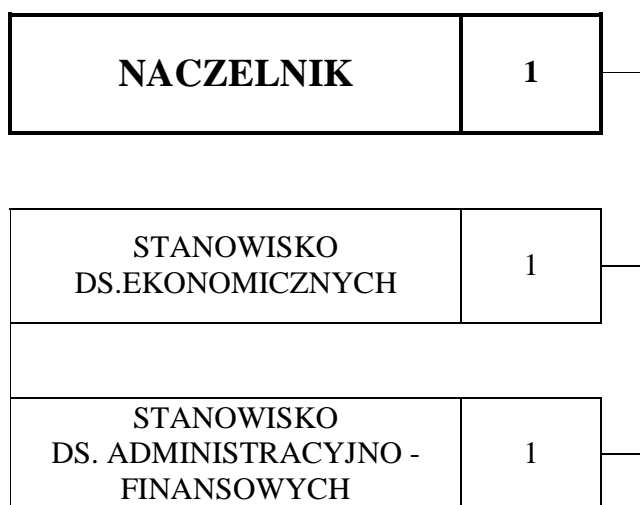 NACZELNIK 1
STANOWISKO
DS.EKONOMICZNYCH 1
STANOWISKO
DS. ADMINISTRACYJNO - 1
FINANSOWYCH